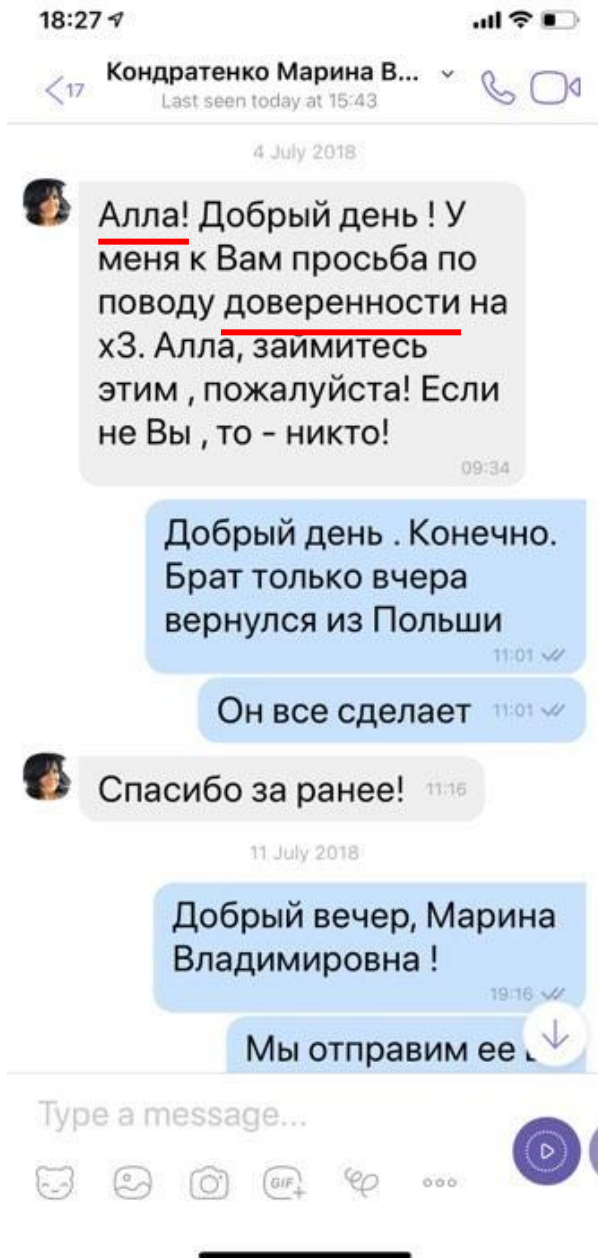 18:27
17
Кондратенко Марина В...
Last seen today at 15:43
4 July 2018
Алла! Добрый день ! У
меня к Вам просьба по
поводу доверенности на
х3. Алла, займитесь
этим , пожалуйста! Если
не Вы , то - никто!
09:34
Добрый день . Конечно.
Брат только вчера
вернулся из Польши
11:01
Он все сделает 11:01
Спасибо за ранее! 11:16
11 July 2018
Добрый вечер, Марина
Владимировна !
19:16
Мы отправим ее
Type a message...
GIF